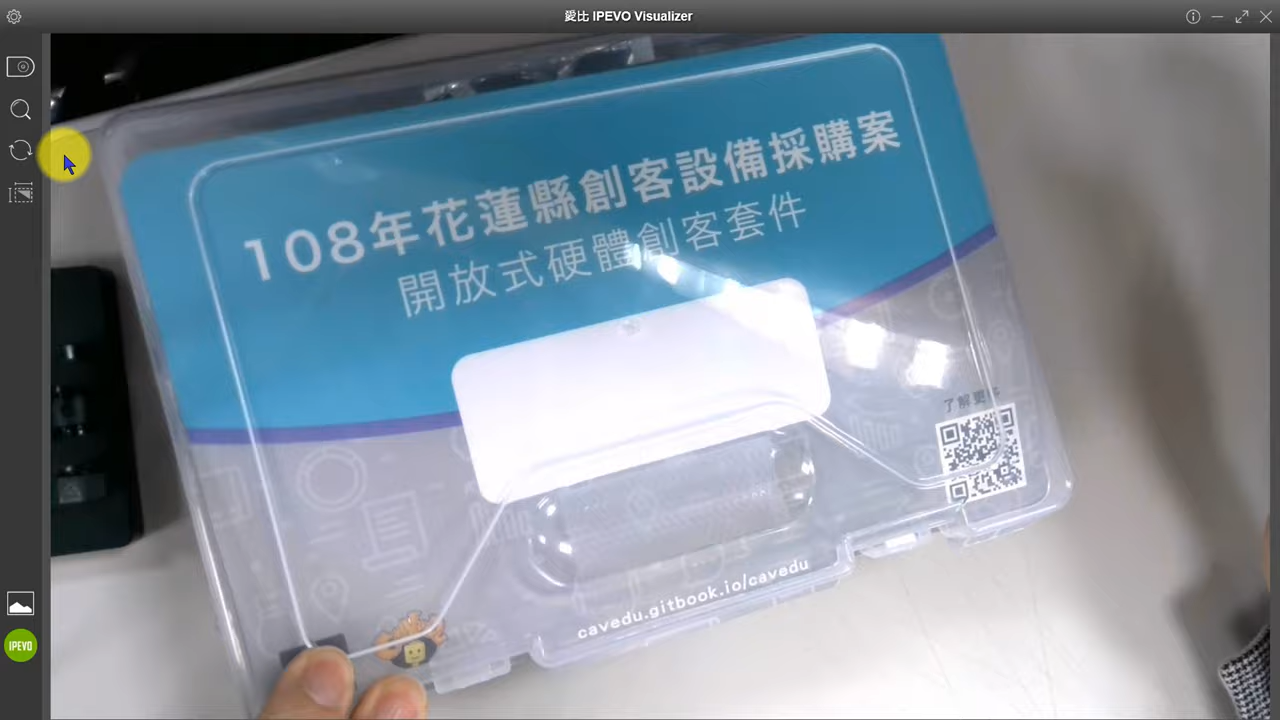 愛比 IPEVO Visualizer
108年花蓮縣創客設備採購案
開放式硬體創客套件
了解更多
cavedu.gitbook.io/cavedu
IPEVO